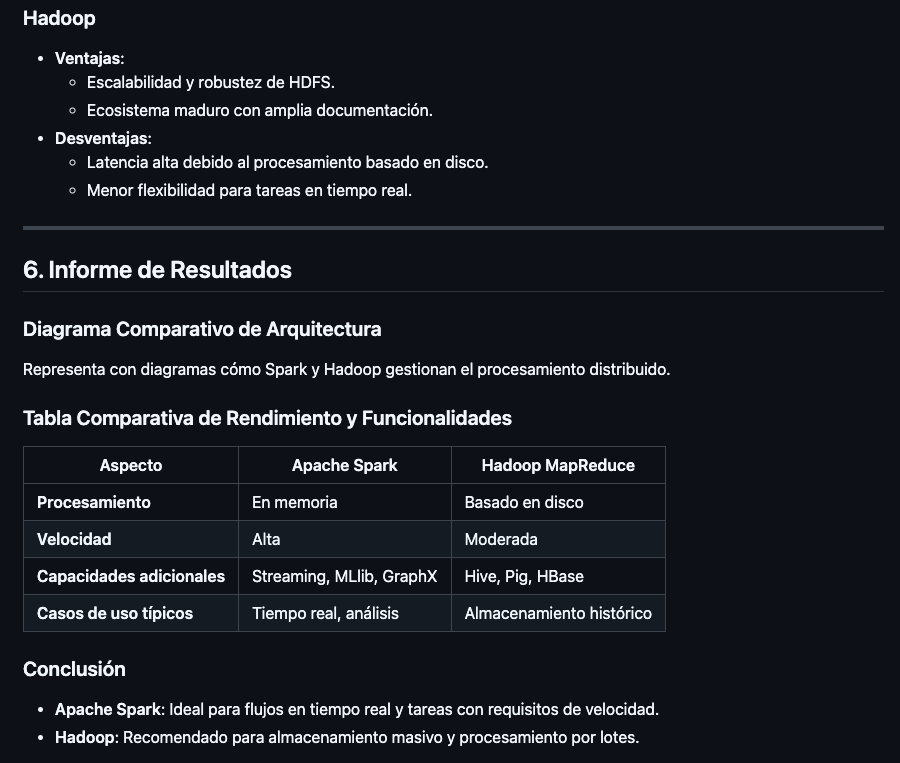 Hadoop
Ventajas:
Escalabilidad y robustez de HDFS.
Ecosistema maduro con amplia documentación.
Desventajas:
Latencia alta debido al procesamiento basado en disco.
Menor flexibilidad para tareas en tiempo real.
6. Informe de Resultados
Diagrama Comparativo de Arquitectura
Representa con diagramas cómo Spark y Hadoop gestionan el procesamiento distribuido.
Tabla Comparativa de Rendimiento y Funcionalidades
Aspecto Apache Spark Hadoop MapReduce
Procesamiento En memoria Basado en disco
Velocidad Alta Moderada
Capacidades adicionales Streaming, MLlib, GraphX Hive, Pig, HBase
Casos de uso típicos Tiempo real, análisis Almacenamiento histórico
Conclusión
Apache Spark: Ideal para flujos en tiempo real y tareas con requisitos de velocidad.
Hadoop: Recomendado para almacenamiento masivo y procesamiento por lotes.